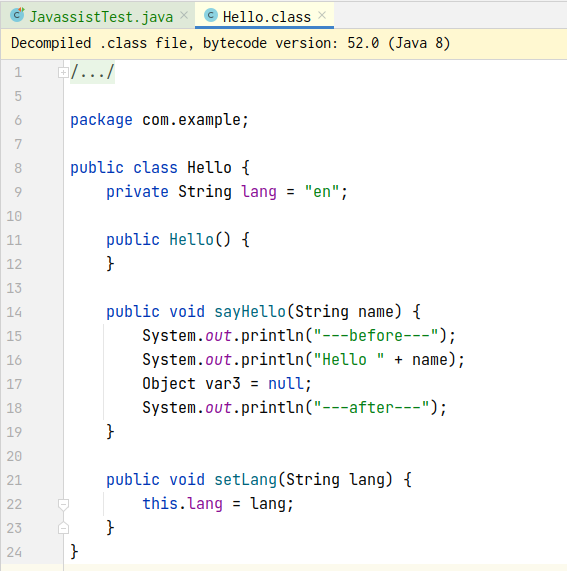 JavassistTest.java Hello.class
Decompiled .class file, bytecode version: 52.0 (Java 8)
1 /.../
5
6 package com.example;
7
8 public class Hello {
9     private String lang = "en";
10
11     public Hello() {
12     }
13
14     public void sayHello(String name) {
15         System.out.println("---before---");
16         System.out.println("Hello " + name);
17         Object var3 = null;
18         System.out.println("---after---");
19     }
20
21     public void setLang(String lang) {
22         this.lang = lang;
23     }
24 }